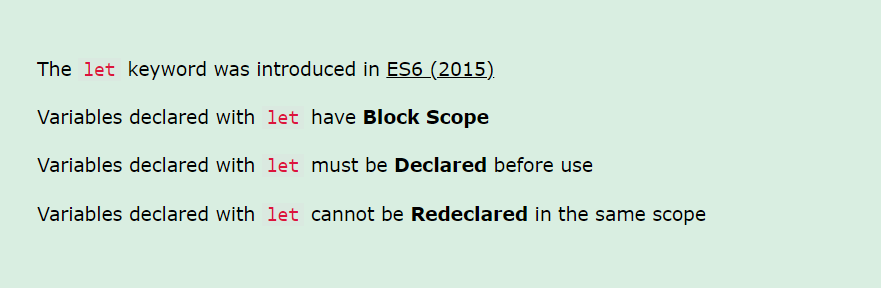 The let keyword was introduced in ES6 (2015)
Variables declared with let have Block Scope
Variables declared with let must be Declared before use
Variables declared with let cannot be Redeclared in the same scope